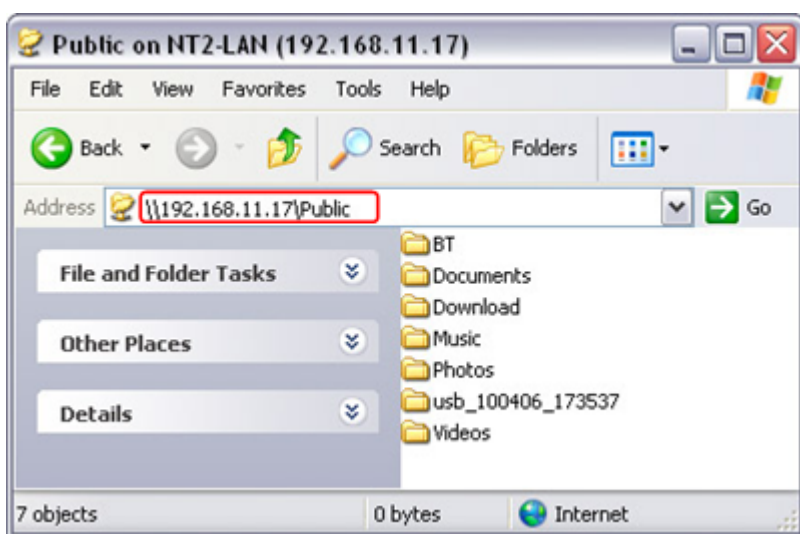 Public on NT2-LAN (192.168.11.17)
File Edit View Favorites Tools Help
Back Search Folders
Address \\192.168.11.17\Public Go
File and Folder Tasks
Other Places
Details
BT
Documents
Download
Music
Photos
usb_100406_173537
Videos
7 objects 0 bytes Internet